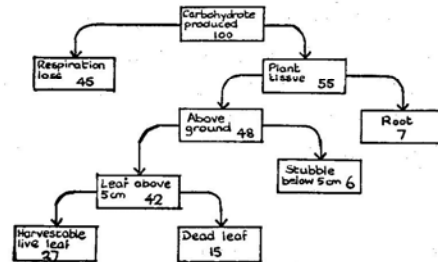 Carbohydrate
produced
100
Respiration
loss
45
Plant
tissue
55
Above
ground
48
Root
7
Leaf above
5cm
42
Stubble
below 5cm 6
Harvestable
live leaf
27
Dead leaf
15